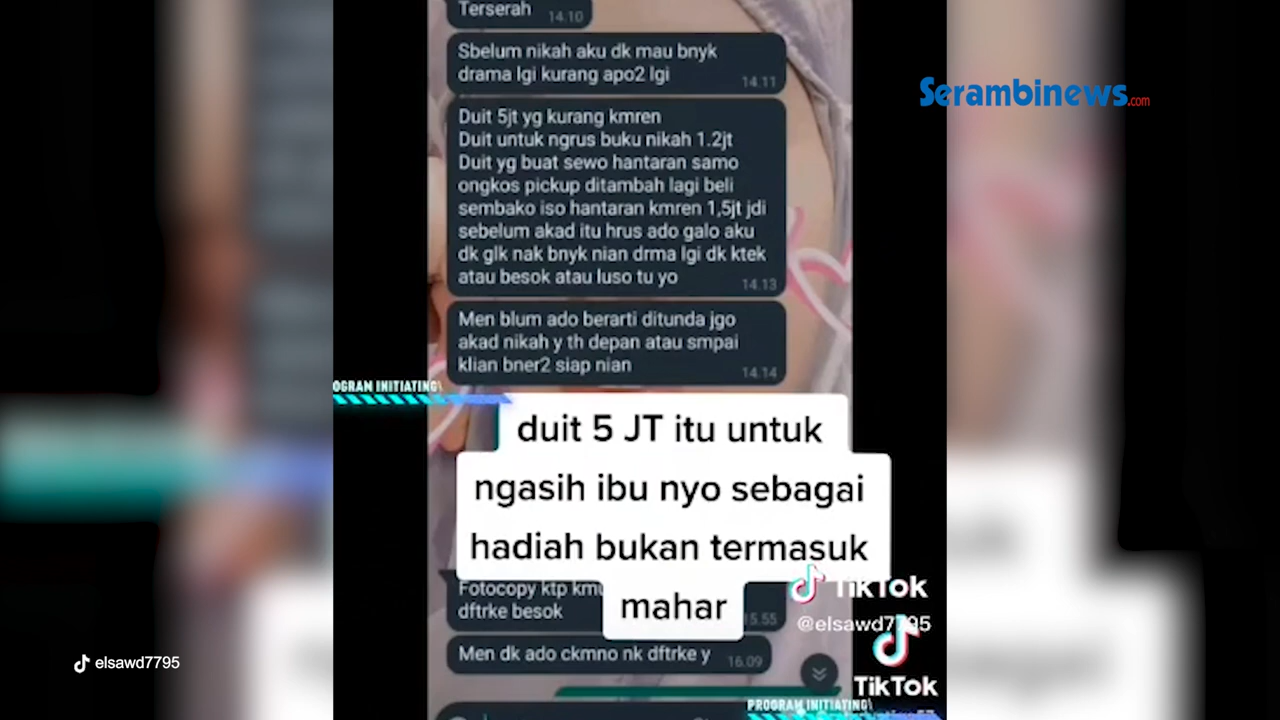 Terserah
14.10
Serambinews.com
Sbelum nikah aku dk mau bnyk
drama lgi kurang apo2 lgi
14.11
Duit 5jt yg kurang kmren
Duit untuk ngrus buku nikah 1.2jt
Duit yg buat sewo hantaran samo
ongkos pickup ditambah lagi beli
sembako iso hantaran kmren 1,5jt jdi
sebelum akad itu hrus ado galo aku
dk glk nak bnyk nian drma lgi dk ktek
atau besok atau luso tu yo
14.13
Men blum ado berarti ditunda jgo
akad nikah y th depan atau smpai
klian bner2 siap nian
14.14
OGRAM INITIATING\
duit 5 JT itu untuk
ngasih ibu nyo sebagai
hadiah bukan termasuk
mahar
Fotocopy ktp kmu
dftrke besok
15.55
Men dk ado ckmno nk dftrke y
16.09
TikTok
@elsawd7795
TikTok
elsawd7795
PROGRAM INITIATING\